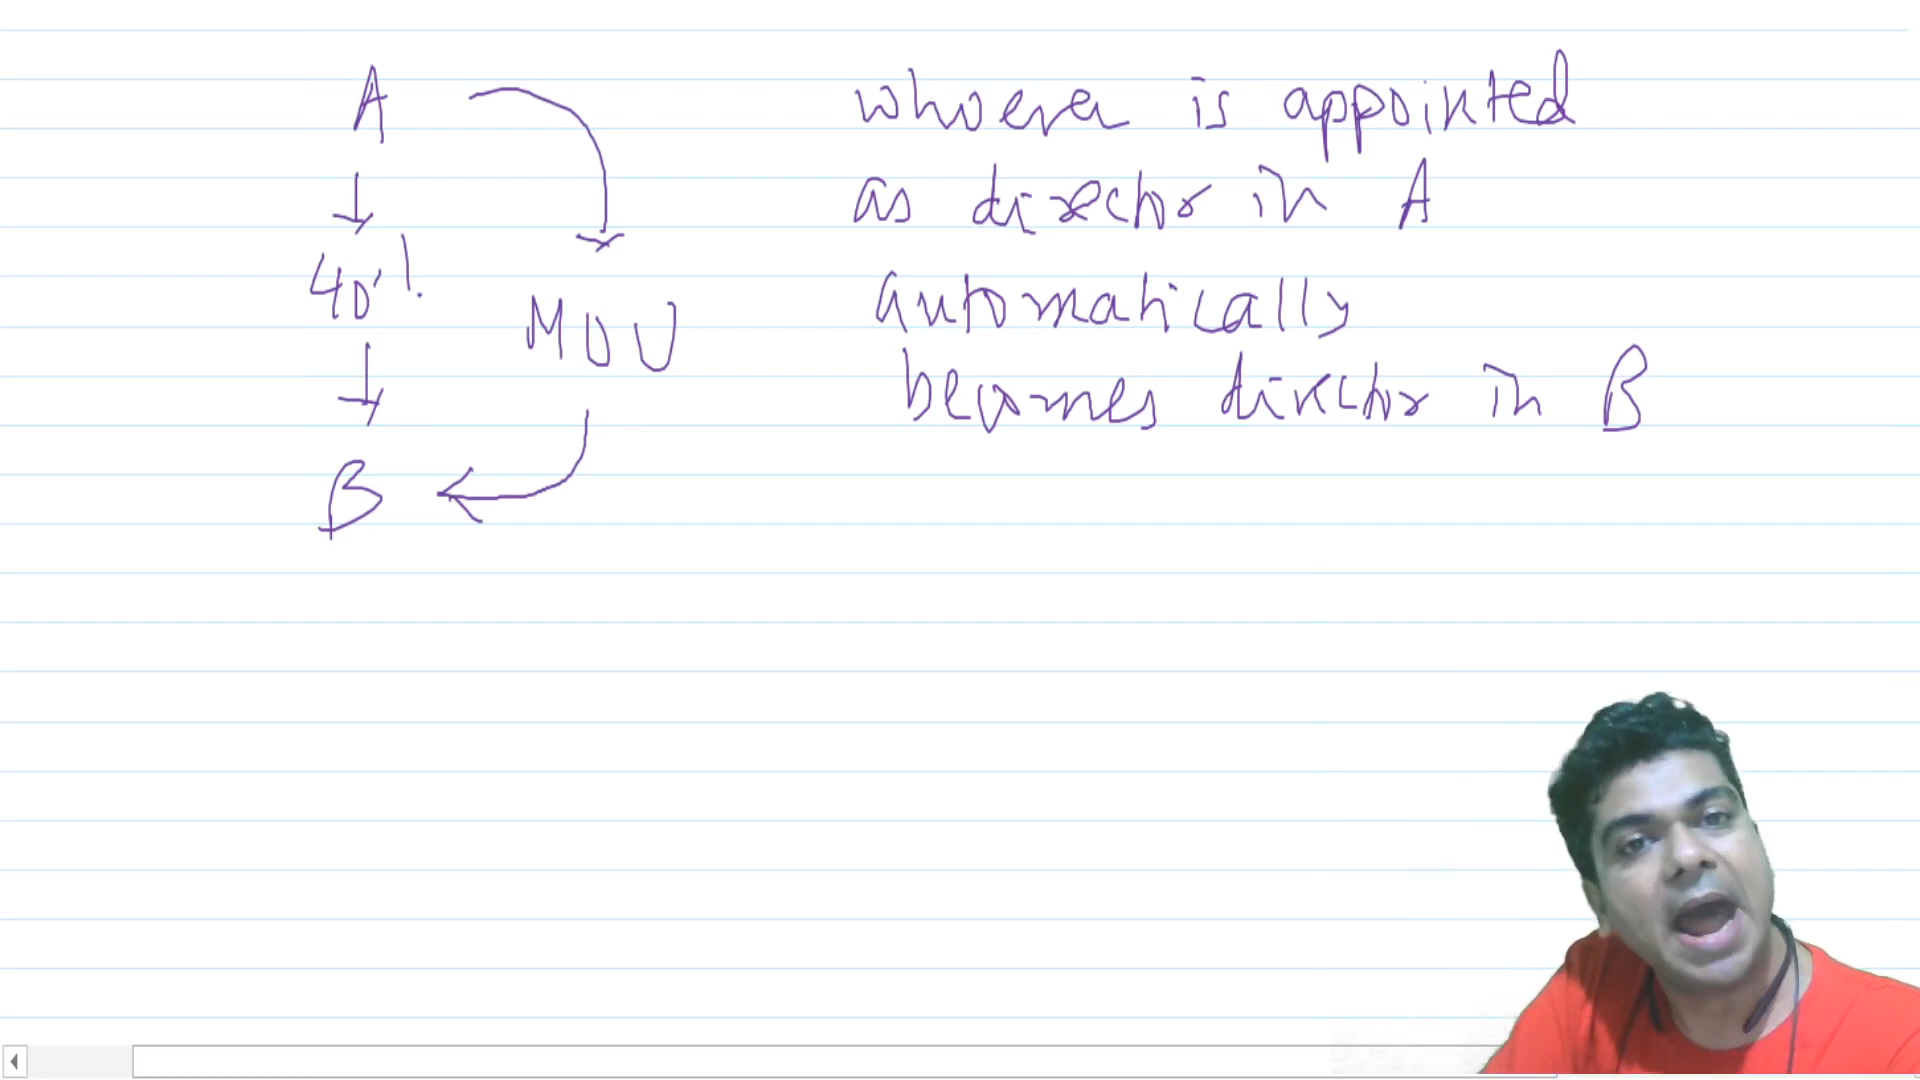 A
40%
MOU
B
whoever is appointed
as director in A
automatically
becomes director in B